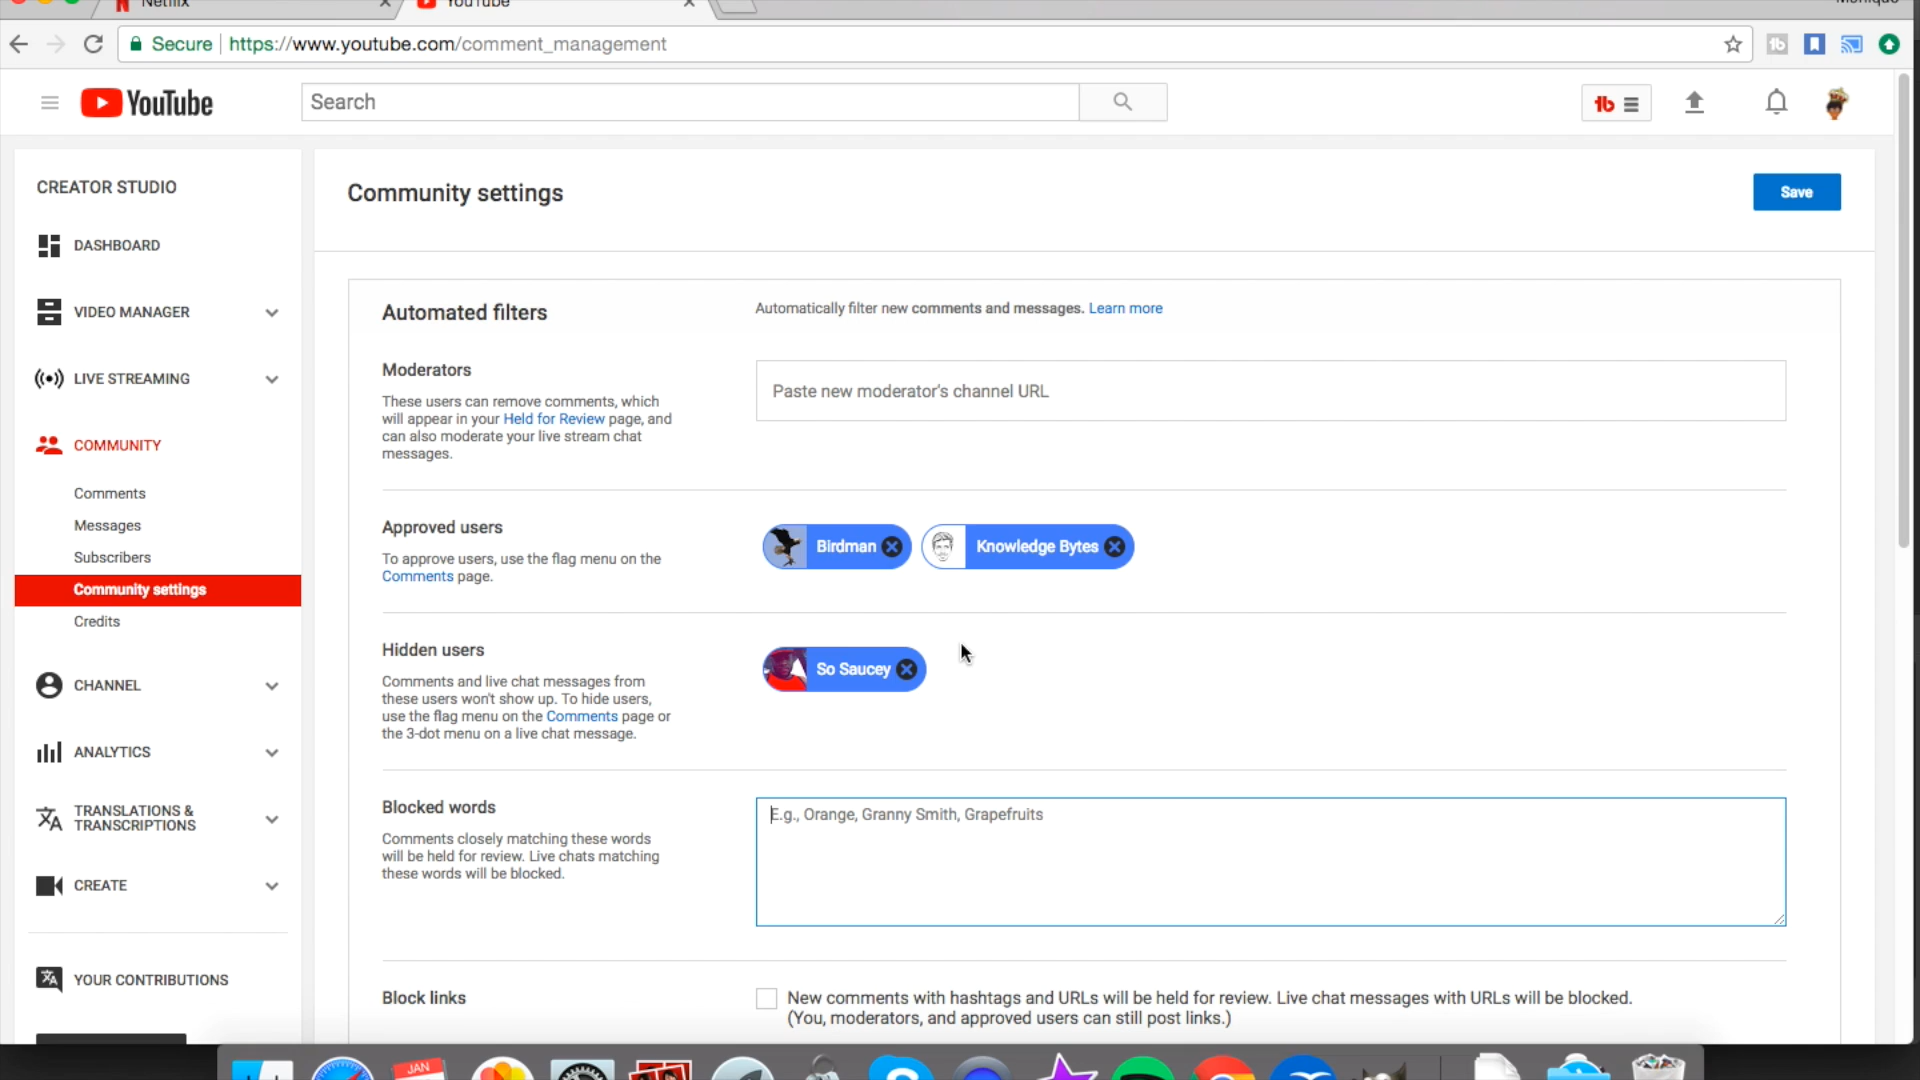 Netflix
YouTube
Monique
Secure https://www.youtube.com/comment_management
YouTube
Search
CREATOR STUDIO
DASHBOARD
VIDEO MANAGER
LIVE STREAMING
COMMUNITY
Comments
Messages
Subscribers
Community settings
Credits
CHANNEL
ANALYTICS
TRANSLATIONS &
TRANSCRIPTIONS
CREATE
YOUR CONTRIBUTIONS
Community settings
Save
Automated filters
Automatically filter new comments and messages. Learn more
Moderators
These users can remove comments, which
will appear in your Held for Review page, and
can also moderate your live stream chat
messages.
Paste new moderator's channel URL
Approved users
To approve users, use the flag menu on the
Comments page.
Birdman
Knowledge Bytes
Hidden users
Comments and live chat messages from
these users won't show up. To hide users,
use the flag menu on the Comments page or
the 3-dot menu on a live chat message.
So Saucey
Blocked words
Comments closely matching these words
will be held for review. Live chats matching
these words will be blocked.
E.g., Orange, Granny Smith, Grapefruits
Block links
New comments with hashtags and URLs will be held for review. Live chat messages with URLs will be blocked.
(You, moderators, and approved users can still post links.)
JAN